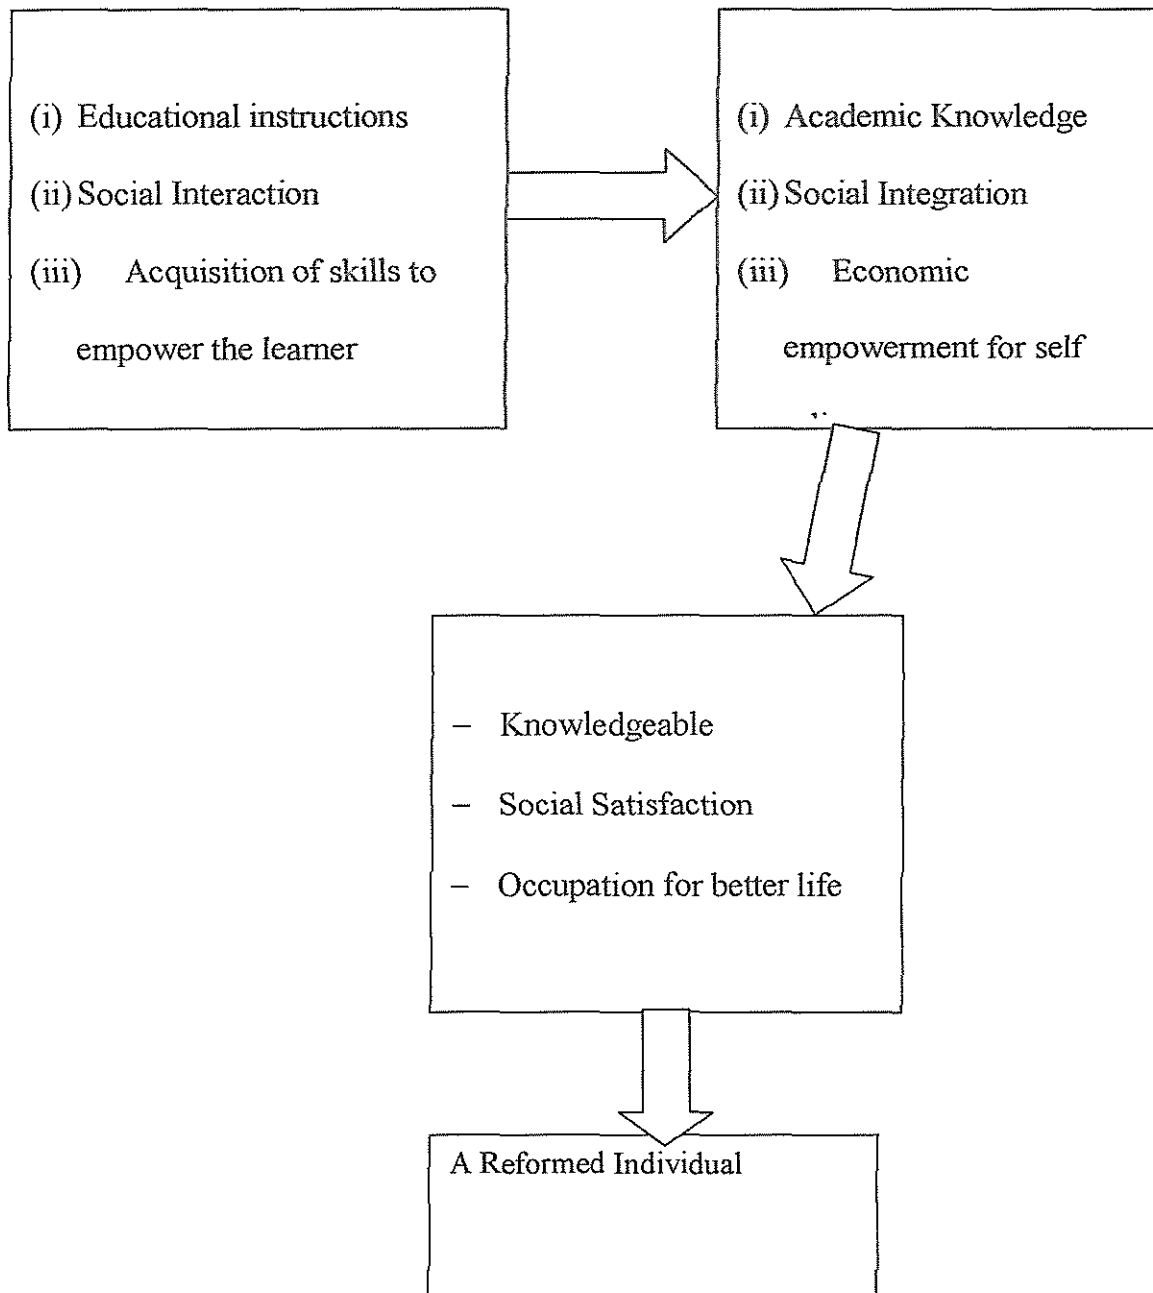 (i) Educational instructions
(ii) Social Interaction
(iii) Acquisition of skills to
empower the learner
(i) Academic Knowledge
(ii) Social Integration
(iii) Economic
empowerment for self
– Knowledgeable
– Social Satisfaction
– Occupation for better life
A Reformed Individual